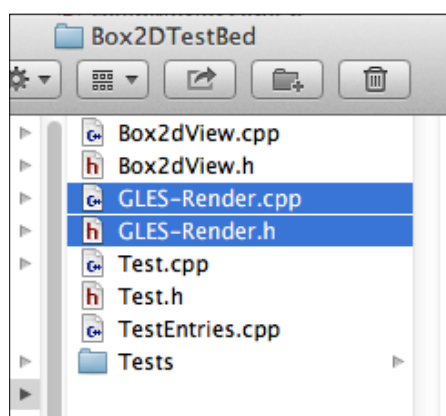 Box2DTestBed
Box2dView.cpp
Box2dView.h
GLES-Render.cpp
GLES-Render.h
Test.cpp
Test.h
TestEntries.cpp
Tests